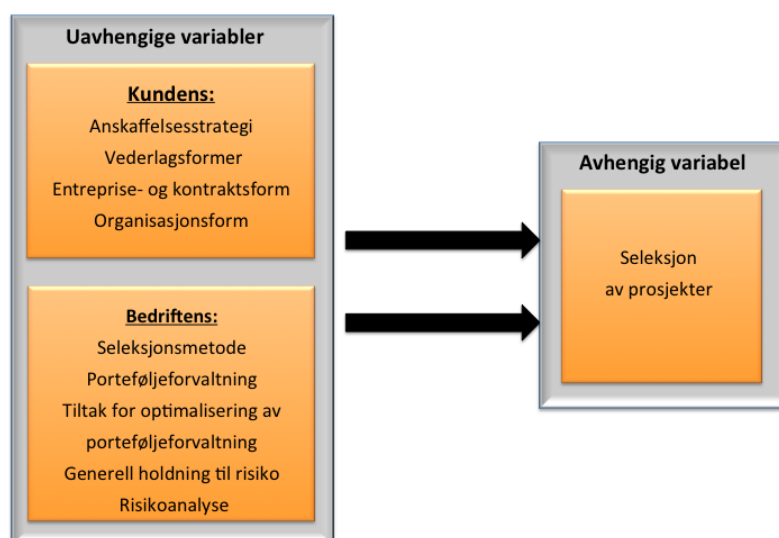 Uavhengige variabler
Kundens:
Anskaffelsesstrategi
Vederlagsformer
Entreprise- og kontraktsform
Organisasjonsform
Bedriftens:
Seleksjonsmetode
Porteføljeforvaltning
Tiltak for optimalisering av
porteføljeforvaltning
Generell holdning til risiko
Risikoanalyse
Avhengig variabel
Seleksjon
av prosjekter